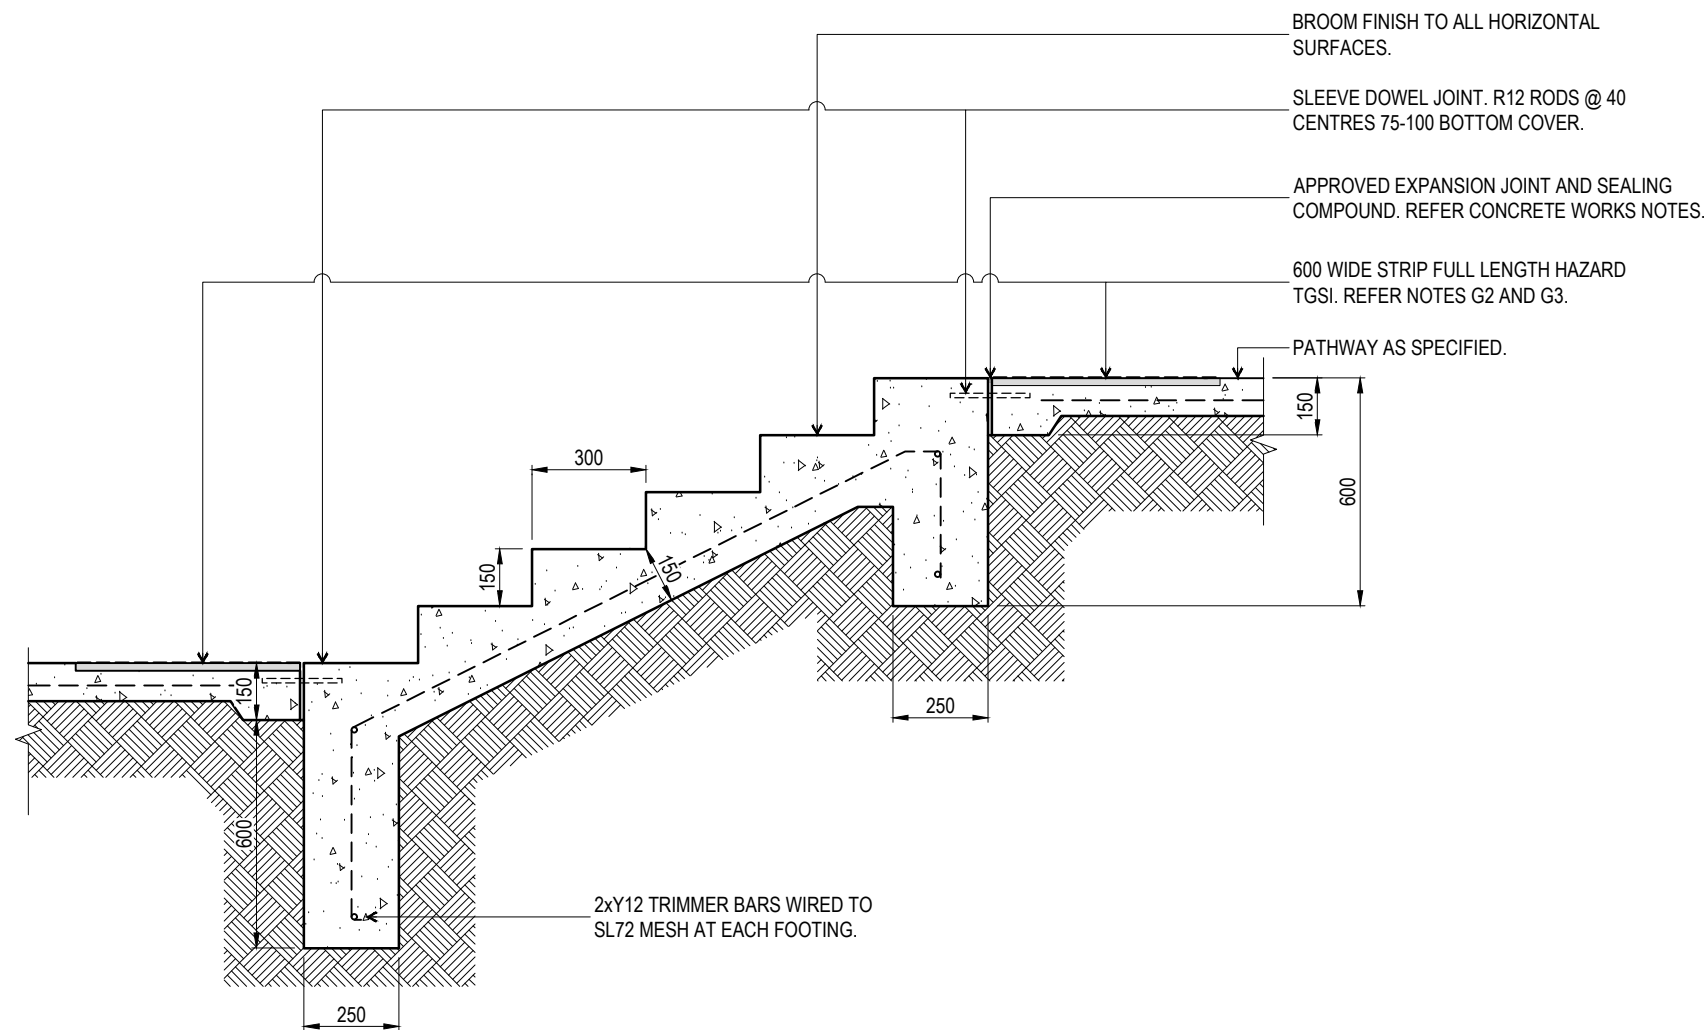 BROOM FINISH TO ALL HORIZONTAL
SURFACES.
SLEEVE DOWEL JOINT. R12 RODS @ 40
CENTRES 75-100 BOTTOM COVER.
APPROVED EXPANSION JOINT AND SEALING
COMPOUND. REFER CONCRETE WORKS NOTES.
600 WIDE STRIP FULL LENGTH HAZARD
TGSI. REFER NOTES G2 AND G3.
PATHWAY AS SPECIFIED.
150
600
300
150
150
250
150
600
2xY12 TRIMMER BARS WIRED TO
SL72 MESH AT EACH FOOTING.
250